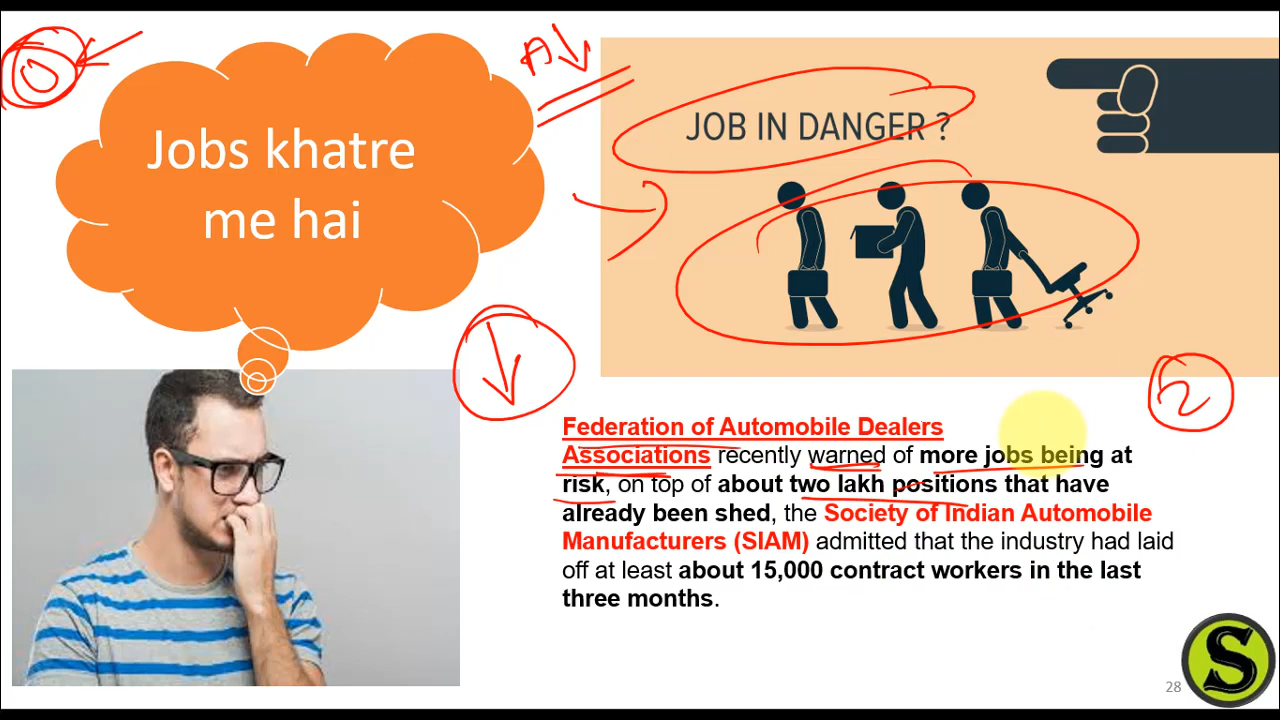 Jobs khatre
me hai
A
JOB IN DANGER ?
2
Federation of Automobile Dealers
Associations recently warned of more jobs being at
risk, on top of about two lakh positions that have
already been shed, the Society of Indian Automobile
Manufacturers (SIAM) admitted that the industry had laid
off at least about 15,000 contract workers in the last
three months.
28
S